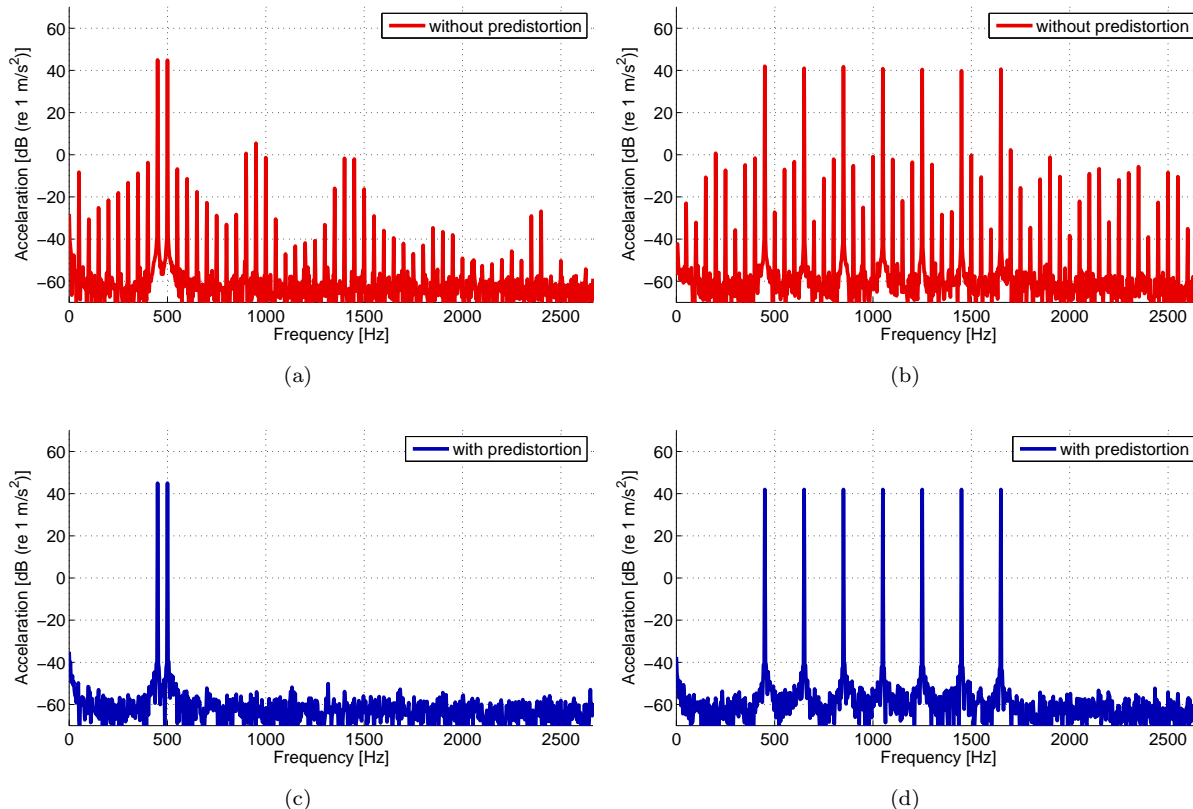 without predistortion
60
40
20
0
−20
−40
−60
Accelaration [dB (re 1 m/s²)]
0 500 1000 1500 2000 2500
Frequency [Hz]
(a)
without predistortion
60
40
20
0
−20
−40
−60
Accelaration [dB (re 1 m/s²)]
0 500 1000 1500 2000 2500
Frequency [Hz]
(b)
with predistortion
60
40
20
0
−20
−40
−60
Accelaration [dB (re 1 m/s²)]
0 500 1000 1500 2000 2500
Frequency [Hz]
(c)
with predistortion
60
40
20
0
−20
−40
−60
Accelaration [dB (re 1 m/s²)]
0 500 1000 1500 2000 2500
Frequency [Hz]
(d)